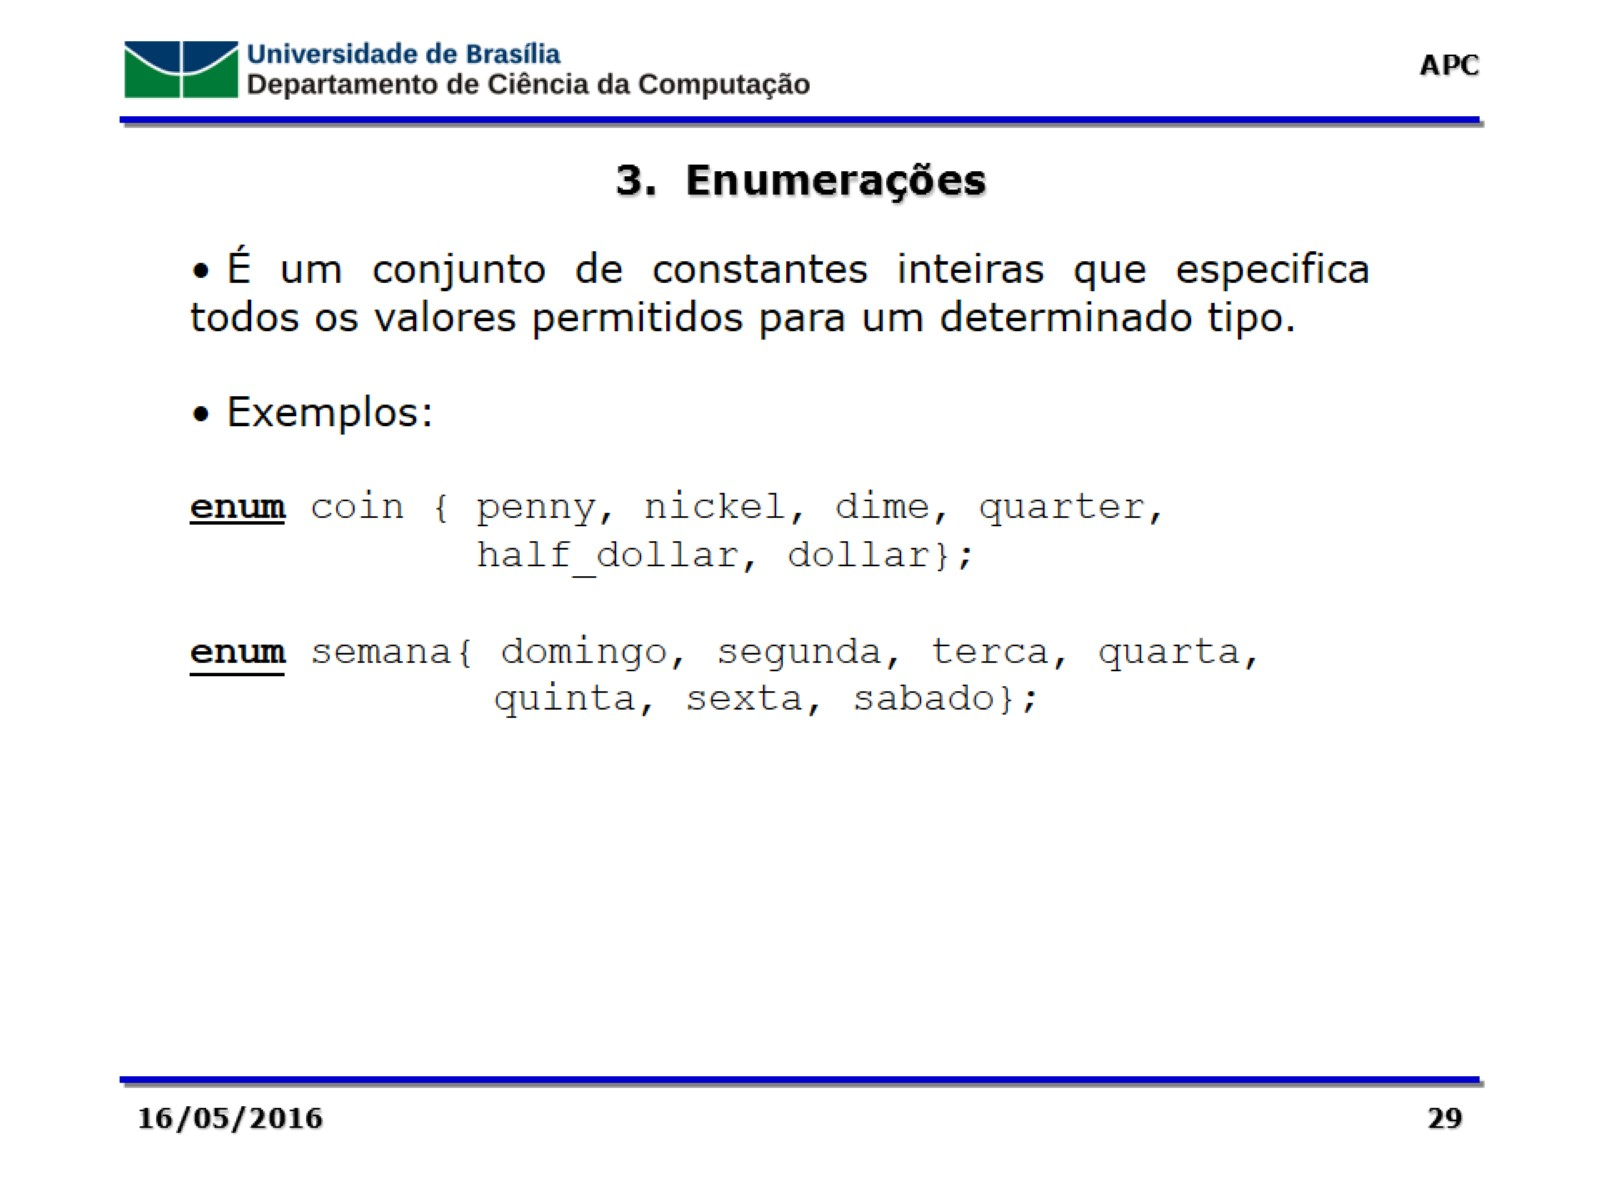 Universidade de Brasília
Departamento de Ciência da Computação
APC
3. Enumerações
• É um conjunto de constantes inteiras que especifica
todos os valores permitidos para um determinado tipo.
• Exemplos:
enum coin { penny, nickel, dime, quarter,
half_dollar, dollar};
enum semana{ domingo, segunda, terca, quarta,
quinta, sexta, sabado};
16/05/2016
29